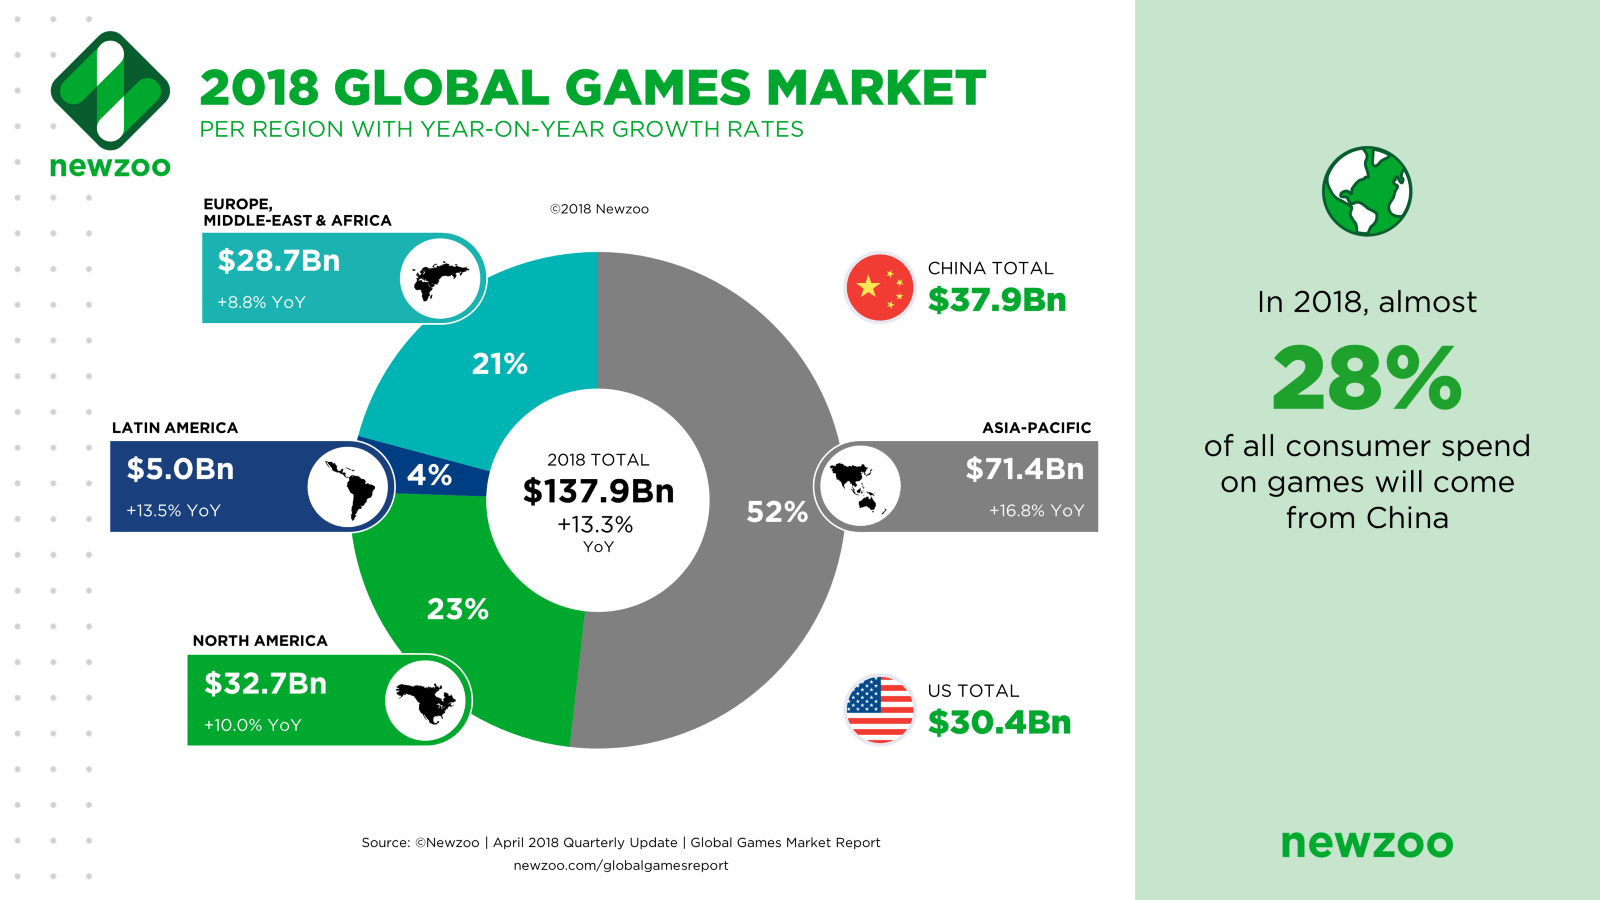 newzoo
2018 GLOBAL GAMES MARKET
PER REGION WITH YEAR-ON-YEAR GROWTH RATES
©2018 Newzoo
EUROPE,
MIDDLE-EAST & AFRICA
$28.7Bn
+8.8% YoY
21%
CHINA TOTAL
$37.9Bn
LATIN AMERICA
$5.0Bn
+13.5% YoY
4%
2018 TOTAL
$137.9Bn
+13.3%
YoY
52%
ASIA-PACIFIC
$71.4Bn
+16.8% YoY
23%
NORTH AMERICA
$32.7Bn
+10.0% YoY
US TOTAL
$30.4Bn
Source: ©Newzoo | April 2018 Quarterly Update | Global Games Market Report
newzoo.com/globalgamesreport
In 2018, almost
28%
of all consumer spend
on games will come
from China
newzoo